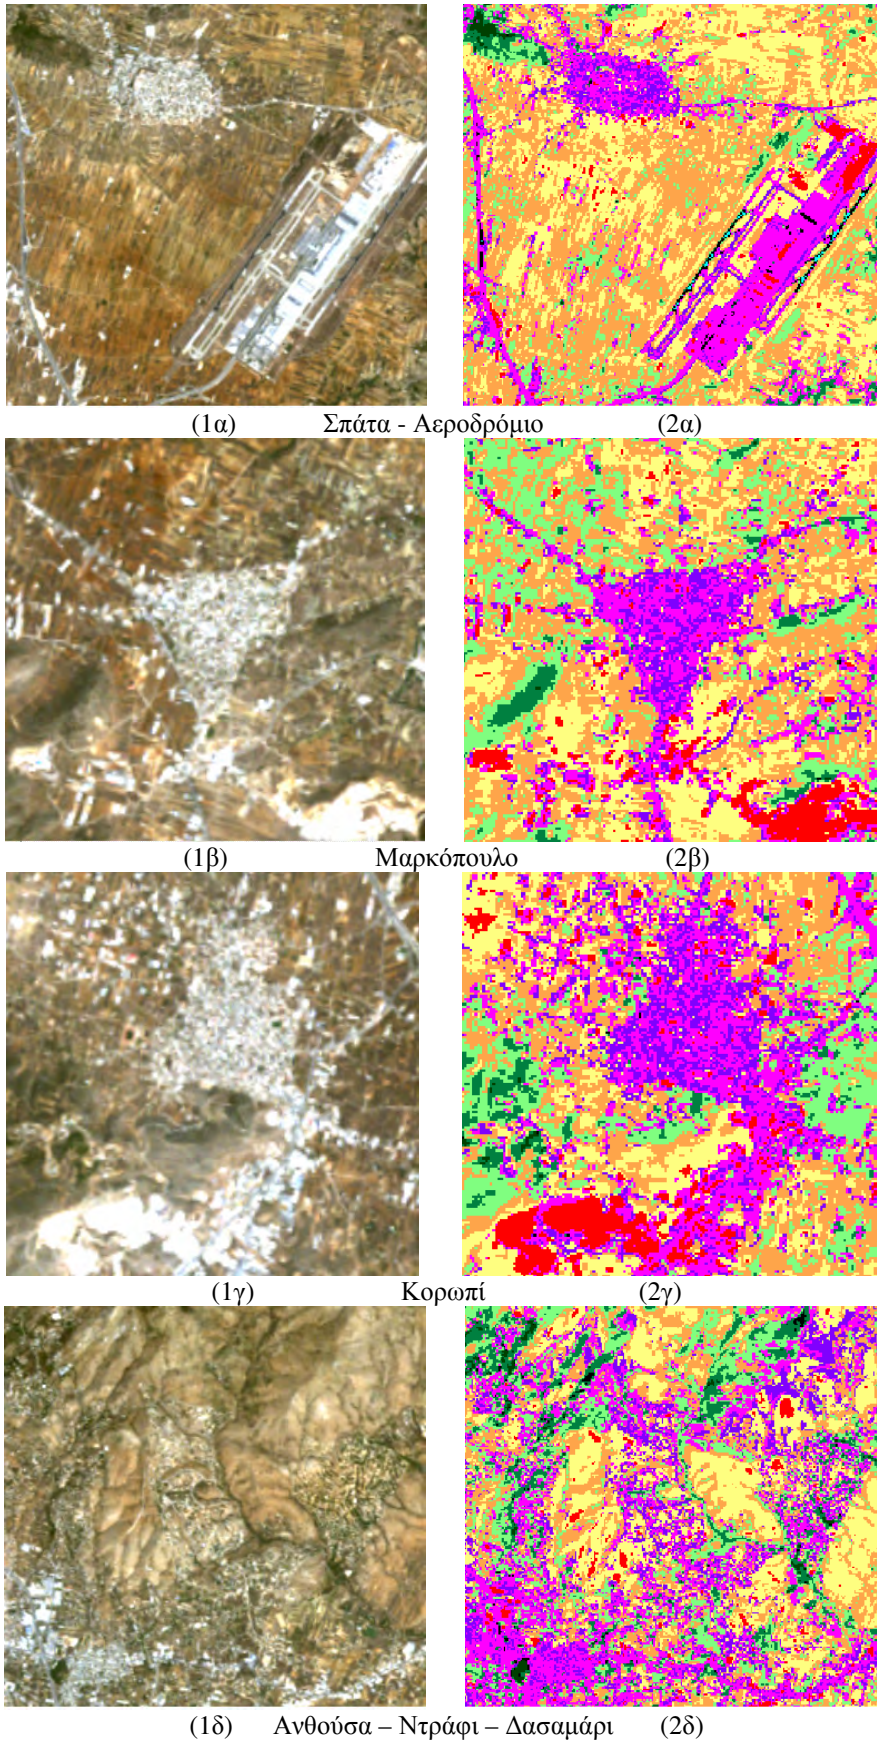 (1α) Σπάτα - Αεροδρόμιο (2α)
(1β) Μαρκόπουλο (2β)
(1γ) Κορωπί (2γ)
(1δ) Ανθούσα – Ντράφι – Δασαμάρι (2δ)